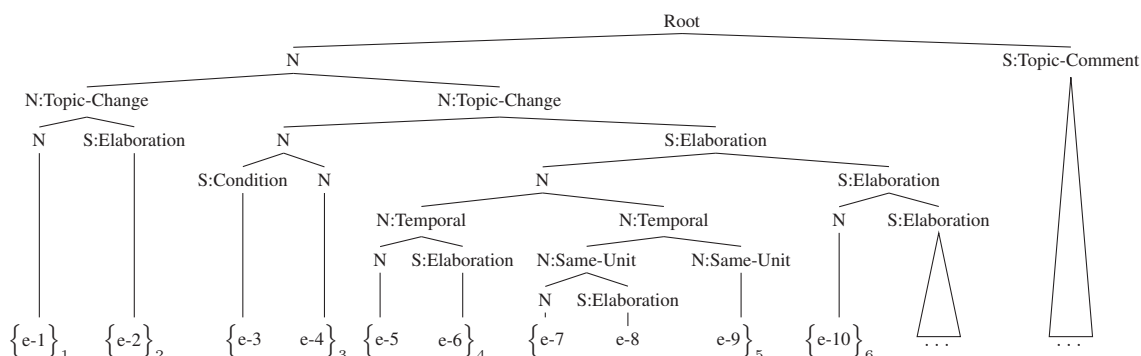 Root
N S:Topic-Comment
N:Topic-Change N:Topic-Change
N S:Elaboration N S:Elaboration
S:Condition N N S:Elaboration
N:Temporal N:Temporal N S:Elaboration
N S:Elaboration N:Same-Unit N:Same-Unit
N S:Elaboration
{e-1}1 {e-2}2 {e-3 e-4}3 {e-5 e-6}4 {e-7 e-8 e-9}5 {e-10}6 ... ...